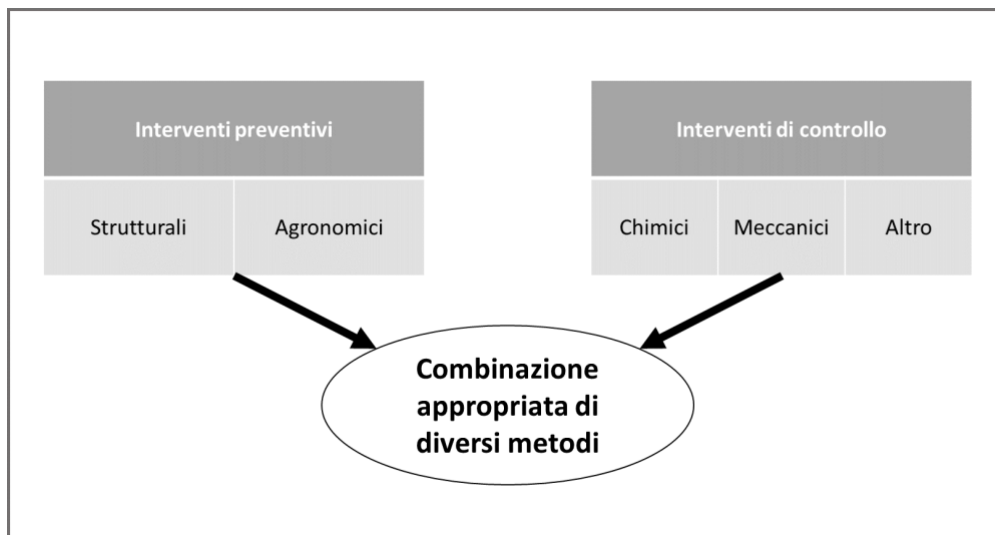 Interventi preventivi
Strutturali
Agronomici
Interventi di controllo
Chimici
Meccanici
Altro
Combinazione
appropriata di
diversi metodi